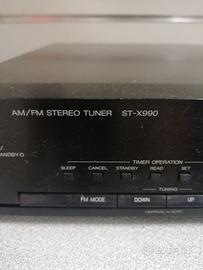 AM/FM STEREO TUNER ST-X990
STANDBY
TIMER OPERATION
SLEEP CANCEL STANDBY READ SET
TUNING
FM MODE DOWN UP